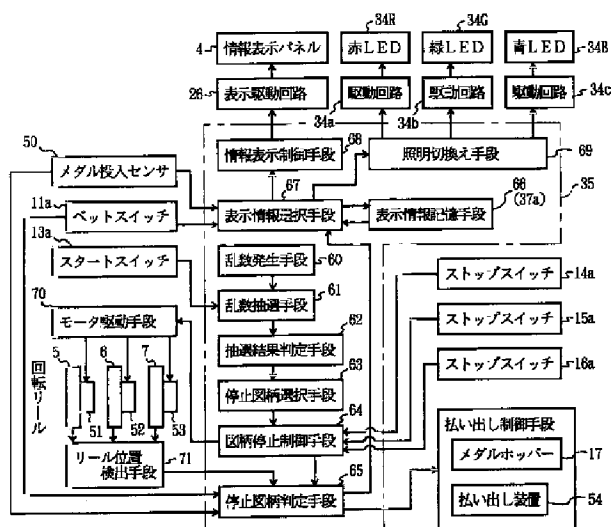 34R 34G
4 情報表示パネル 赤LED 緑LED 青LED 34B
26 表示駆動回路 駆動回路 駆動回路 駆動回路 34c
34a 34b
50 情報表示制御手段 68 照明切換え手段 69
メダル投入センサ 67 35
11a 表示情報選択手段 表示情報記憶手段 66
ベットスイッチ (37a)
13a 乱数発生手段 60
スタートスイッチ ストップスイッチ 14a
70 乱数抽選手段 61
モータ駆動手段 62 ストップスイッチ 15a
抽選結果判定手段
回転リール 5 6 7 63 ストップスイッチ 16a
停止図柄選択手段
51 52 53 64
図柄停止制御手段 払い出し制御手段
リール位置 メダルホッパー 17
検出手段 71 65
停止図柄判定手段 払い出し装置 54